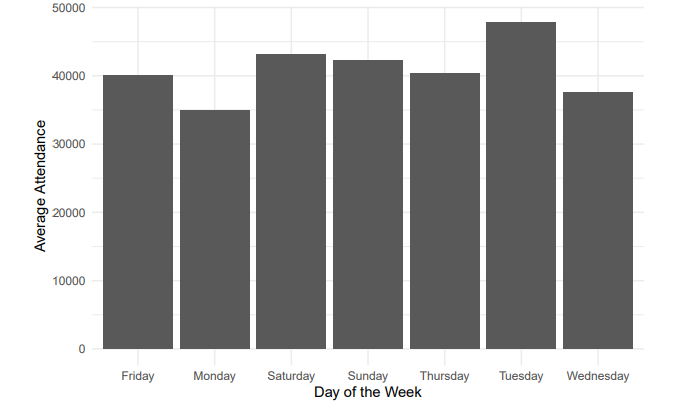 50000
40000
30000
20000
10000
0
Average Attendance
Friday Monday Saturday Sunday Thursday Tuesday Wednesday
Day of the Week